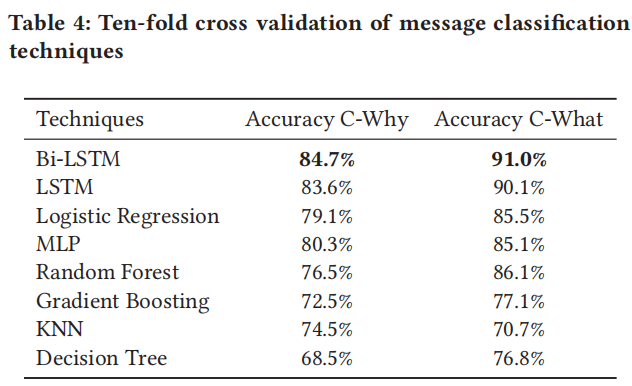 Table 4: Ten-fold cross validation of message classification
techniques
Techniques Accuracy C-Why Accuracy C-What
Bi-LSTM 84.7% 91.0%
LSTM 83.6% 90.1%
Logistic Regression 79.1% 85.5%
MLP 80.3% 85.1%
Random Forest 76.5% 86.1%
Gradient Boosting 72.5% 77.1%
KNN 74.5% 70.7%
Decision Tree 68.5% 76.8%